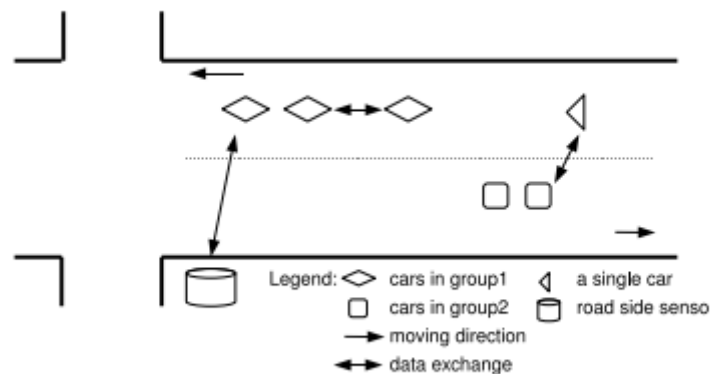 Legend: cars in group1 a single car
cars in group2 road side senso
moving direction
data exchange